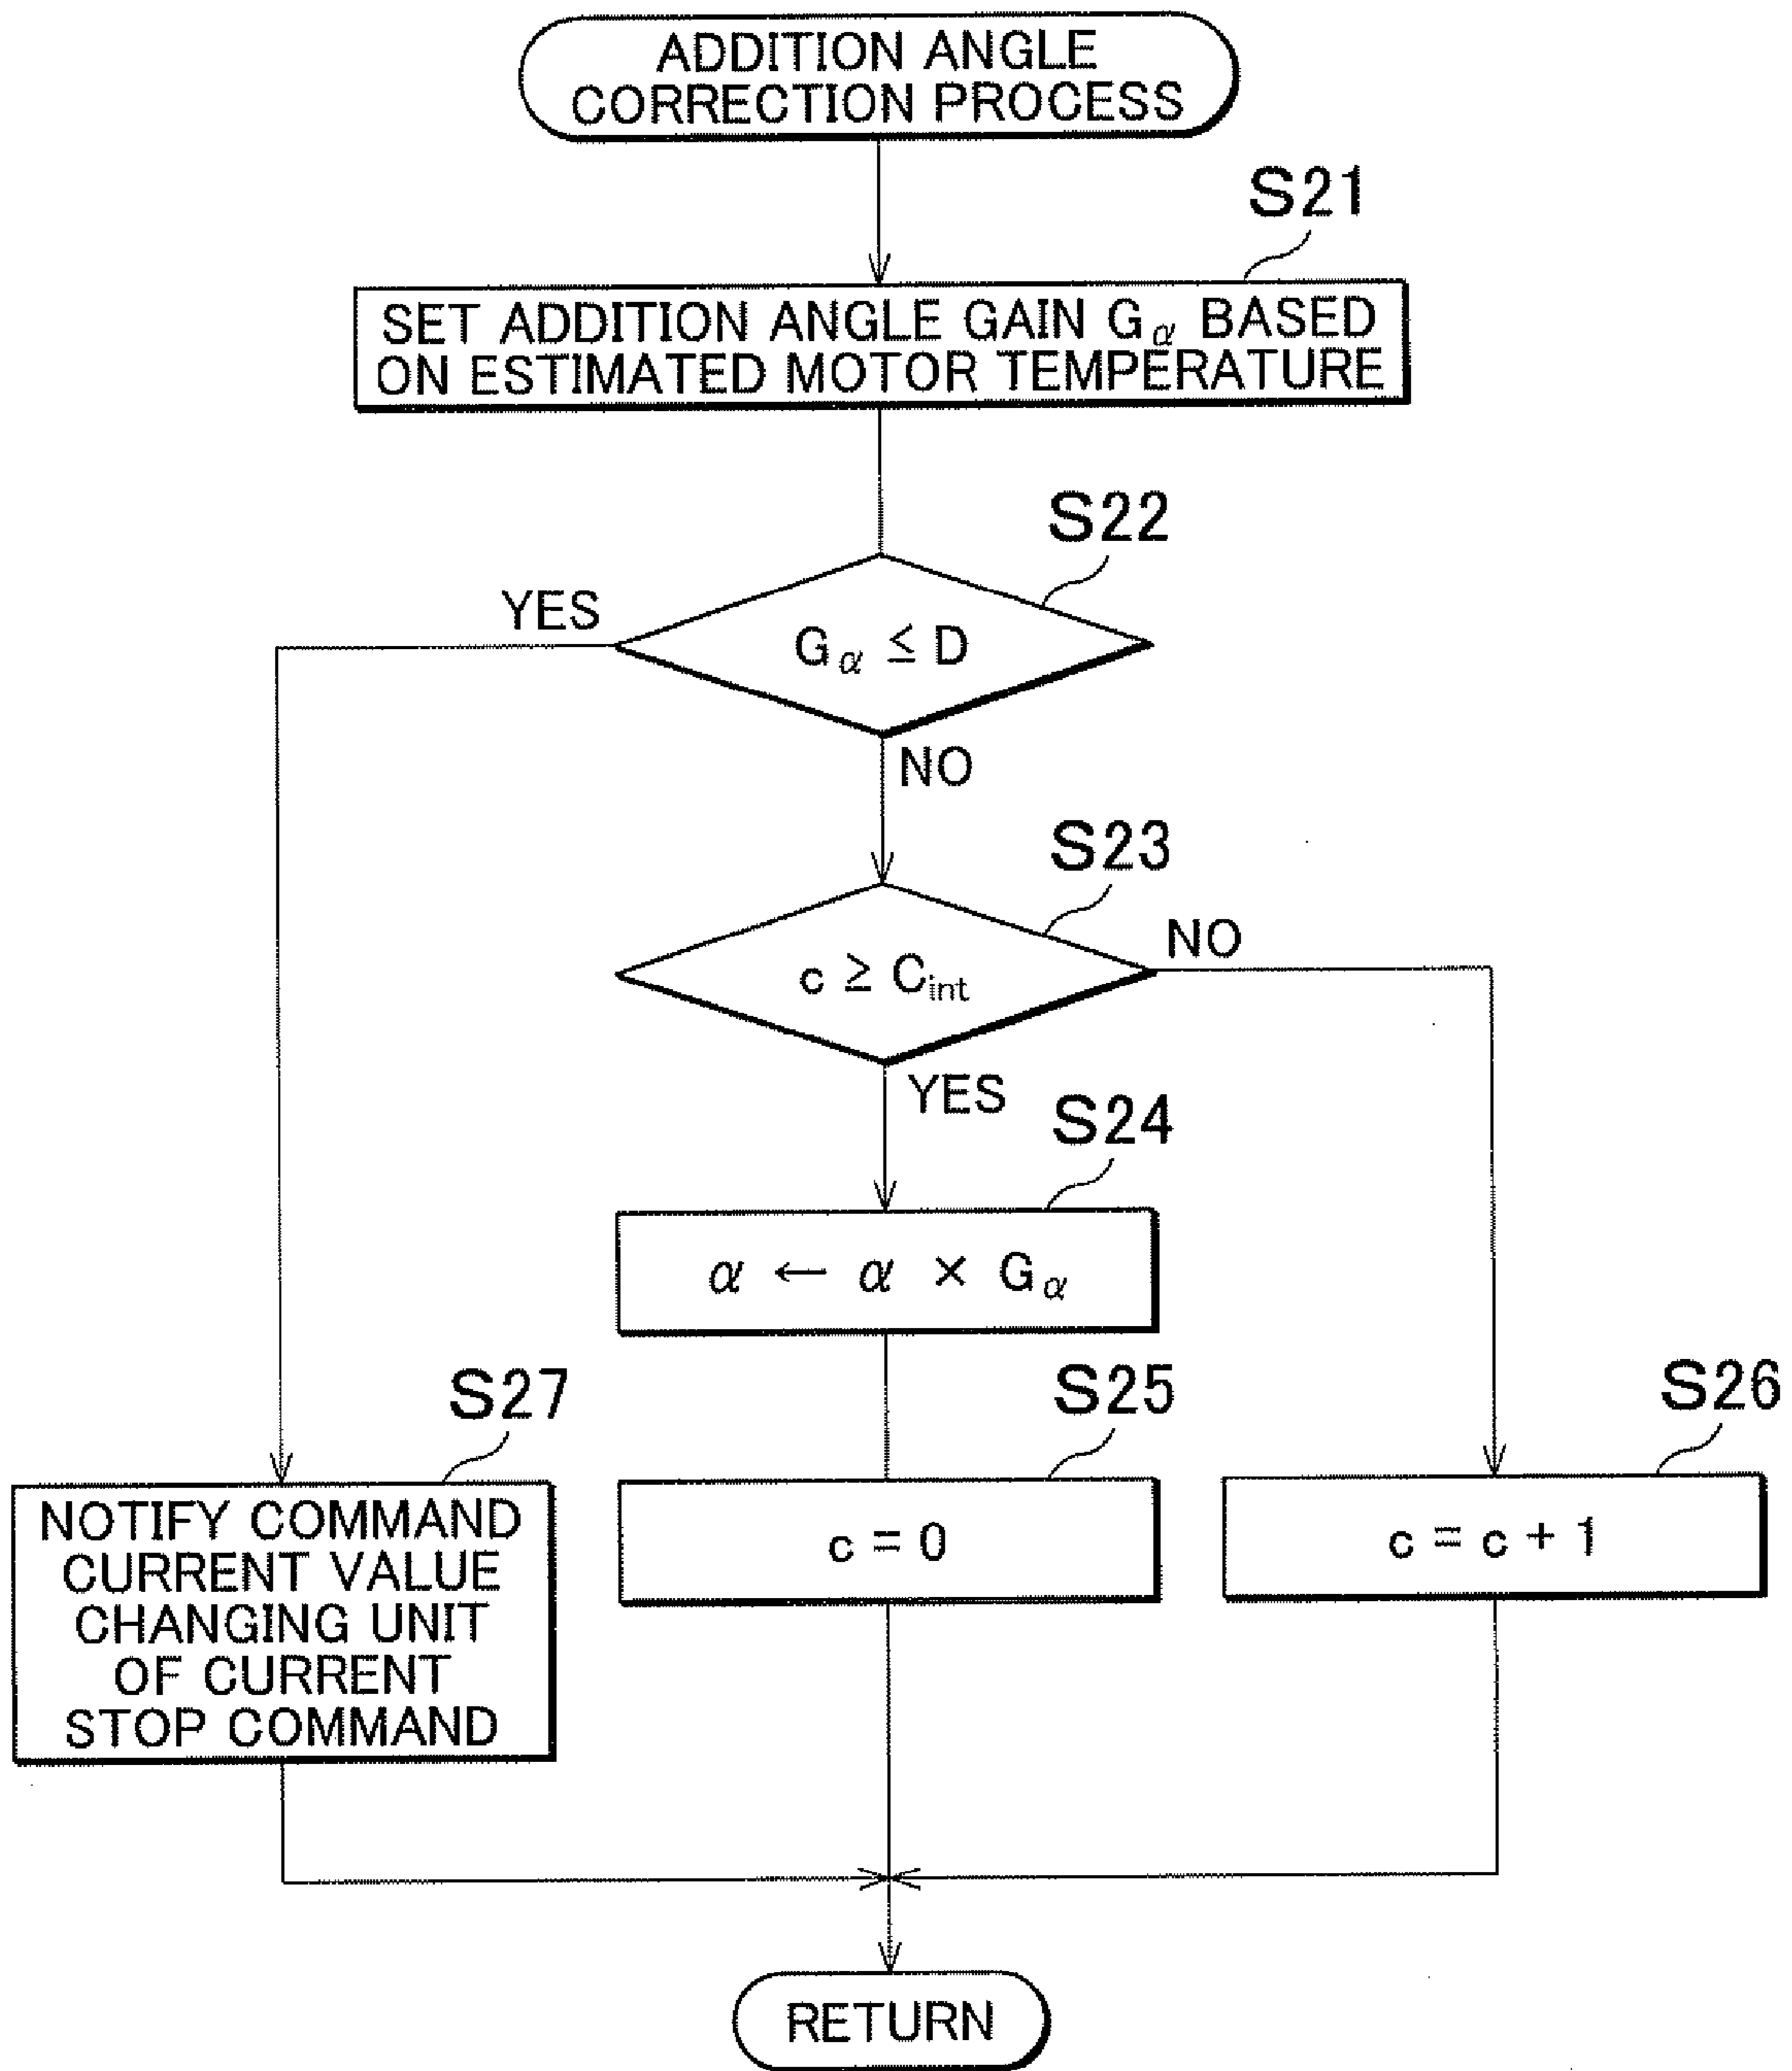 ADDITION ANGLE
CORRECTION PROCESS
S21
SET ADDITION ANGLE GAIN Gα BASED
ON ESTIMATED MOTOR TEMPERATURE
S22
YES
Gα ≤ D
NO
S23
NO
c ≥ Cint
YES
S24
α ← α × Gα
S27
S25
S26
NOTIFY COMMAND
CURRENT VALUE
CHANGING UNIT
OF CURRENT
STOP COMMAND
c = 0
c = c + 1
RETURN